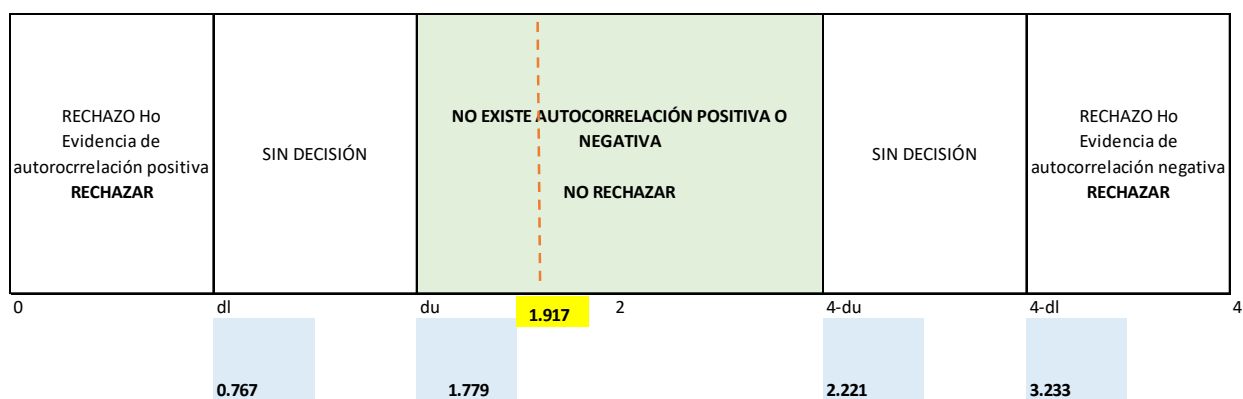 RECHAZO Ho
Evidencia de
autorocrrelación positiva
RECHAZAR
SIN DECISIÓN
NO EXISTE AUTOCORRELACIÓN POSITIVA O
NEGATIVA
NO RECHAZAR
SIN DECISIÓN
RECHAZO Ho
Evidencia de
autocorrelación negativa
RECHAZAR
0 dl du 1.917 2 4-du 4-dl 4
0.767 1.779 2.221 3.233